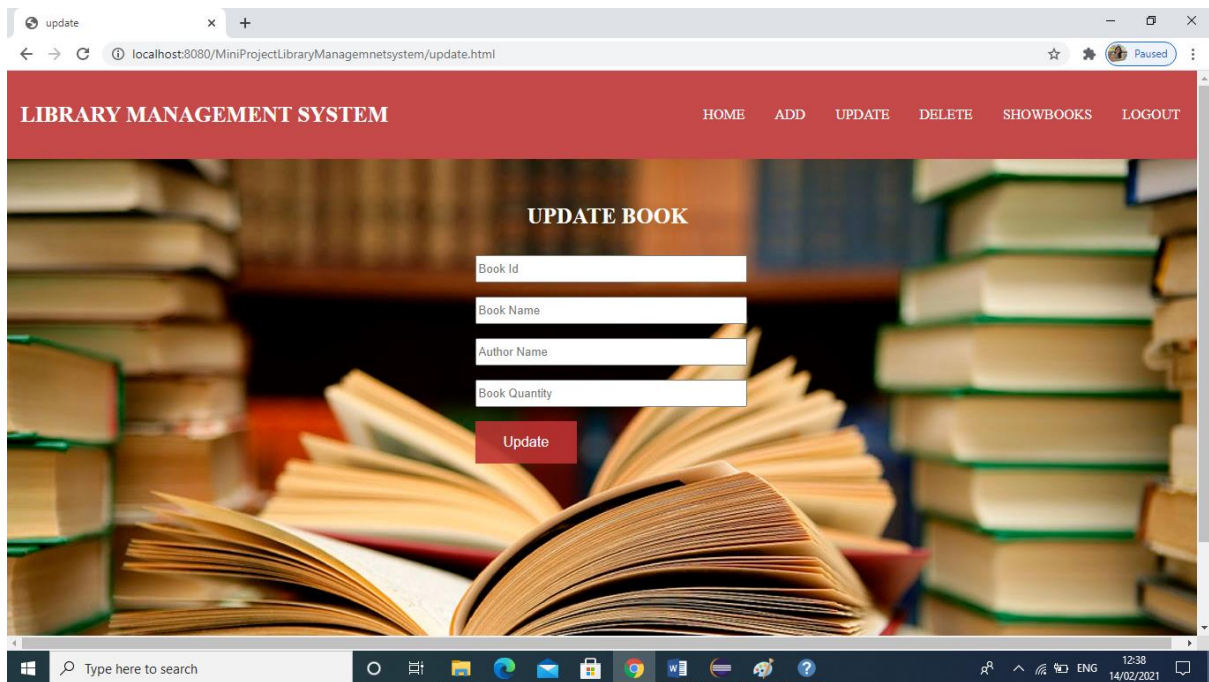 update
localhost:8080/MiniProjectLibraryManagemnetsystem/update.html
Paused
LIBRARY MANAGEMENT SYSTEM
HOME ADD UPDATE DELETE SHOWBOOKS LOGOUT
UPDATE BOOK
Book Id
Book Name
Author Name
Book Quantity
Update
Type here to search
ENG
12:38
14/02/2021